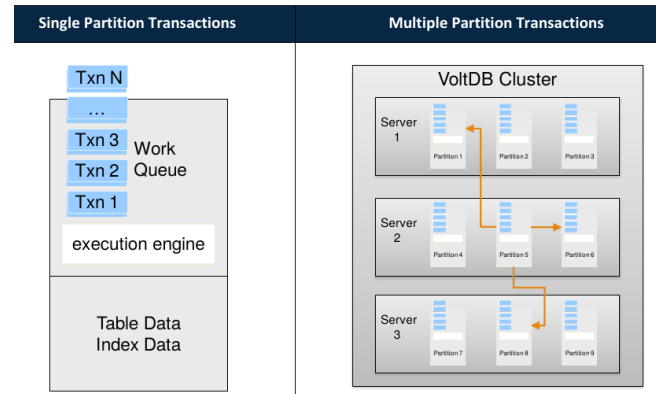 Single Partition Transactions
Multiple Partition Transactions
Txn N
...
Txn 3
Txn 2
Txn 1
Work
Queue
execution engine
Table Data
Index Data
VoltDB Cluster
Server
1
Partition 1
Partition 2
Partition 3
Server
2
Partition 4
Partition 5
Partition 6
Server
3
Partition 7
Partition 8
Partition 9